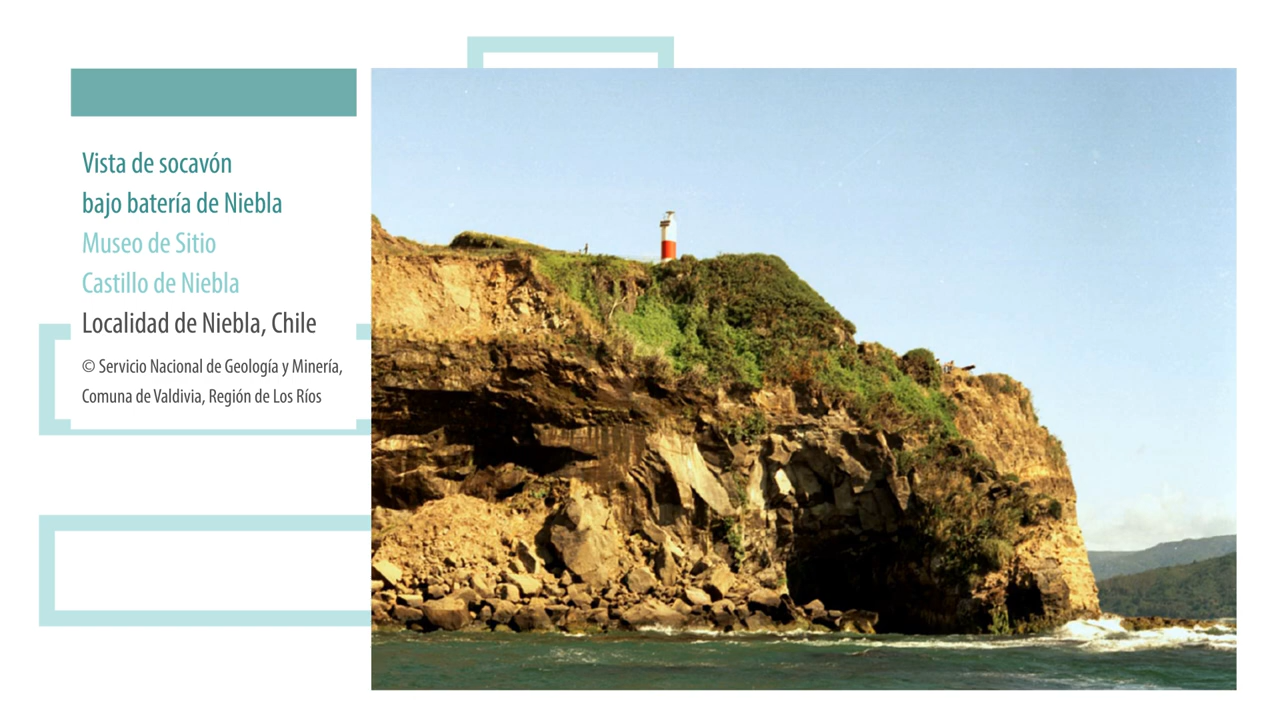 Vista de socavón
bajo batería de Niebla
Museo de Sitio
Castillo de Niebla
Localidad de Niebla, Chile
© Servicio Nacional de Geología y Minería,
Comuna de Valdivia, Región de Los Ríos